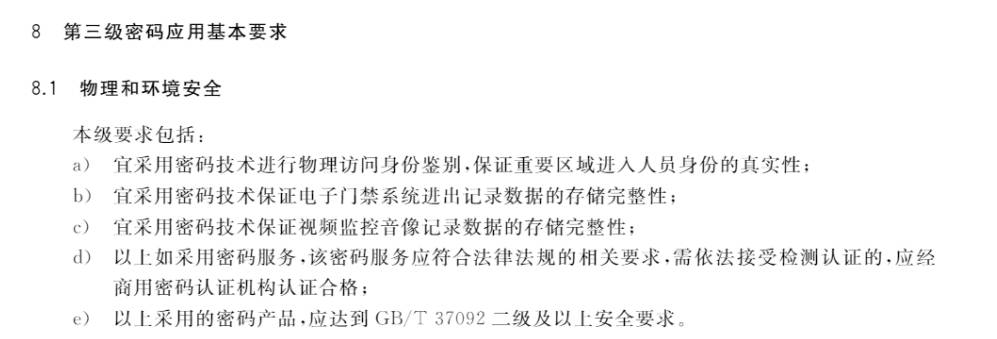 8 第三级密码应用基本要求
8.1 物理和环境安全
本级要求包括：
a） 宜采用密码技术进行物理访问身份鉴别，保证重要区域进入人员身份的真实性；
b） 宜采用密码技术保证电子门禁系统进出记录数据的存储完整性；
c） 宜采用密码技术保证视频监控音像记录数据的存储完整性；
d） 以上如采用密码服务，该密码服务应符合法律法规的相关要求，需依法接受检测认证的，应经
商用密码认证机构认证合格；
e） 以上采用的密码产品，应达到 GB/T 37092 二级及以上安全要求。